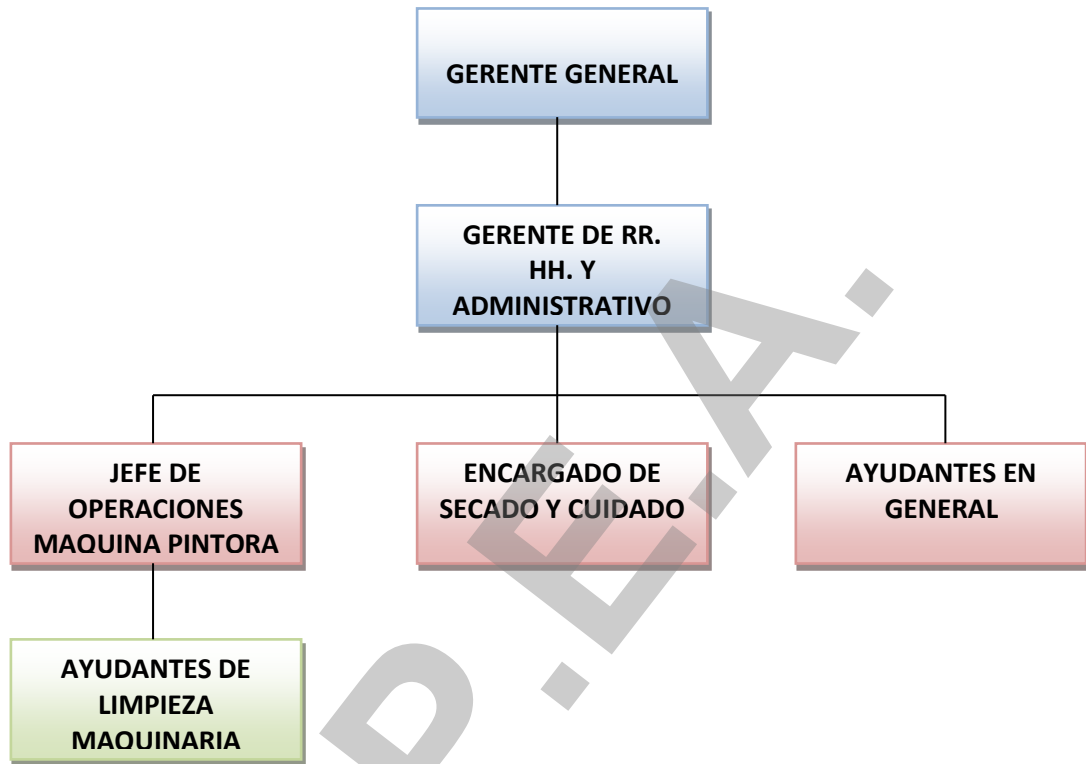 GERENTE GENERAL
GERENTE DE RR.
HH. Y
ADMINISTRATIVO
JEFE DE
OPERACIONES
MAQUINA PINTORA
ENCARGADO DE
SECADO Y CUIDADO
AYUDANTES EN
GENERAL
AYUDANTES DE
LIMPIEZA
MAQUINARIA
P.E.A.